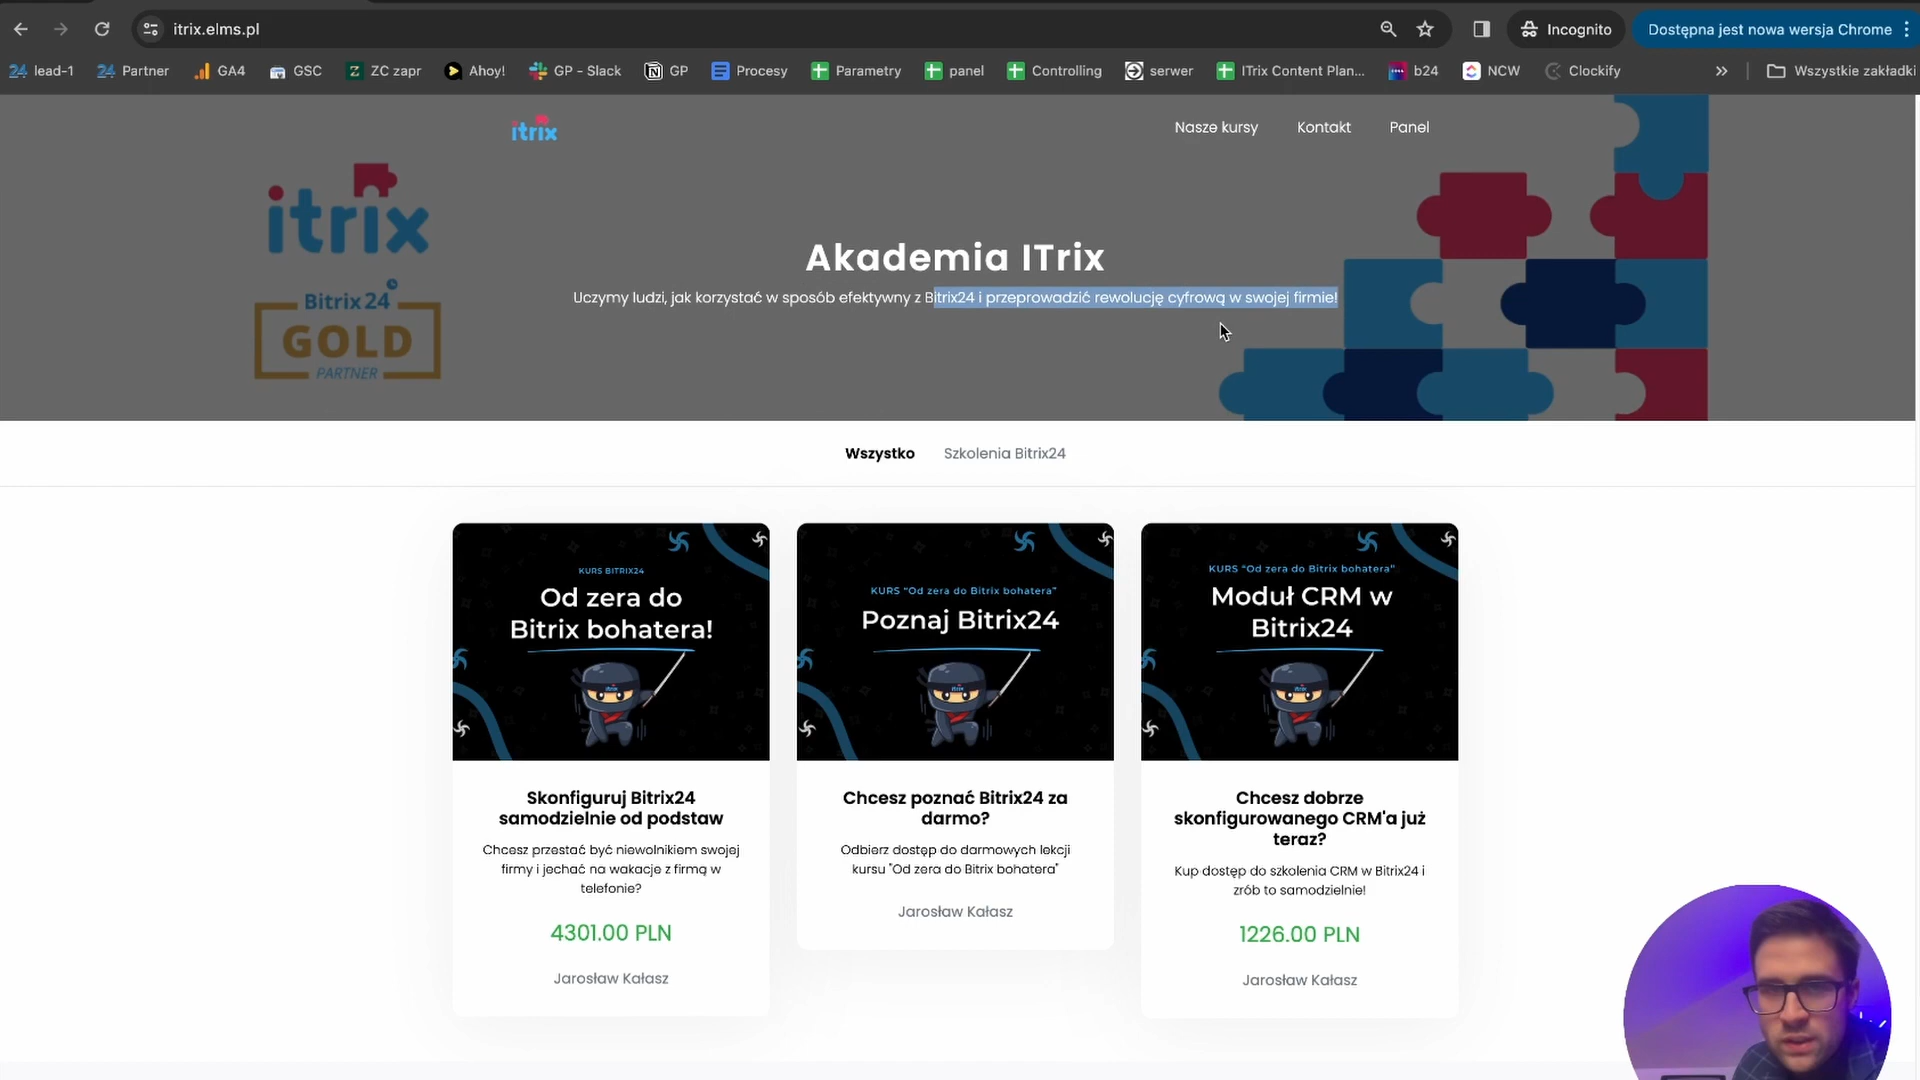 itrix.elms.pl
Incognito
Dostępna jest nowa wersja Chrome
24 lead-1
24 Partner
GA4
GSC
Z ZC zapr
Ahoy!
GP - Slack
GP
Procesy
Parametry
panel
Controlling
serwer
ITrix Content Plan...
b24
NCW
Clockify
Wszystkie zakładki
itrix
Nasze kursy
Kontakt
Panel
itrix
Bitrix24
GOLD
PARTNER
Akademia ITrix
Uczymy ludzi, jak korzystać w sposób efektywny z Bitrix24 i przeprowadzić rewolucję cyfrową w swojej firmie!
Wszystko
Szkolenia Bitrix24
KURS BITRIX24
Od zera do
Bitrix bohatera!
itrix
Skonfiguruj Bitrix24
samodzielnie od podstaw
Chcesz przestać być niewolnikiem swojej
firmy i jechać na wakacje z firmą w
telefonie?
4301.00 PLN
Jarosław Kałasz
KURS "Od zera do Bitrix bohatera"
Poznaj Bitrix24
itrix
Chcesz poznać Bitrix24 za
darmo?
Odbierz dostęp do darmowych lekcji
kursu "Od zera do Bitrix bohatera"
Jarosław Kałasz
KURS "Od zera do Bitrix bohatera"
Moduł CRM w
Bitrix24
itrix
Chcesz dobrze
skonfigurowanego CRM'a już
teraz?
Kup dostęp do szkolenia CRM w Bitrix24 i
zrób to samodzielnie!
1226.00 PLN
Jarosław Kałasz